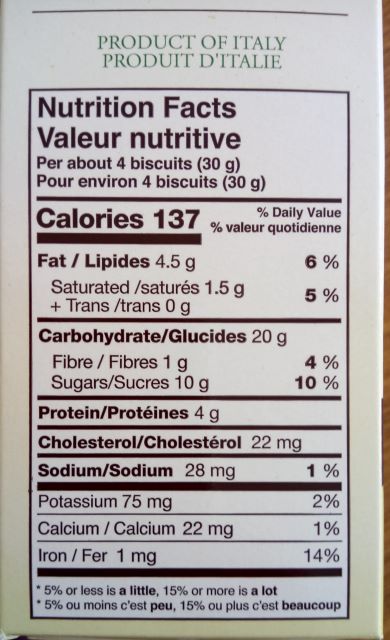 PRODUCT OF ITALY
PRODUIT D'ITALIE
Nutrition Facts
Valeur nutritive
Per about 4 biscuits (30 g)
Pour environ 4 biscuits (30 g)
Calories 137
% Daily Value
% valeur quotidienne
Fat / Lipides 4.5 g 6 %
Saturated /saturés 1.5 g
+ Trans /trans 0 g
5 %
Carbohydrate/Glucides 20 g
Fibre / Fibres 1 g 4 %
Sugars/Sucres 10 g 10 %
Protein/Protéines 4 g
Cholesterol/Cholestérol 22 mg
Sodium/Sodium 28 mg 1 %
Potassium 75 mg 2%
Calcium / Calcium 22 mg 1%
Iron / Fer 1 mg 14%
* 5% or less is a little, 15% or more is a lot
* 5% ou moins c'est peu, 15% ou plus c'est beaucoup